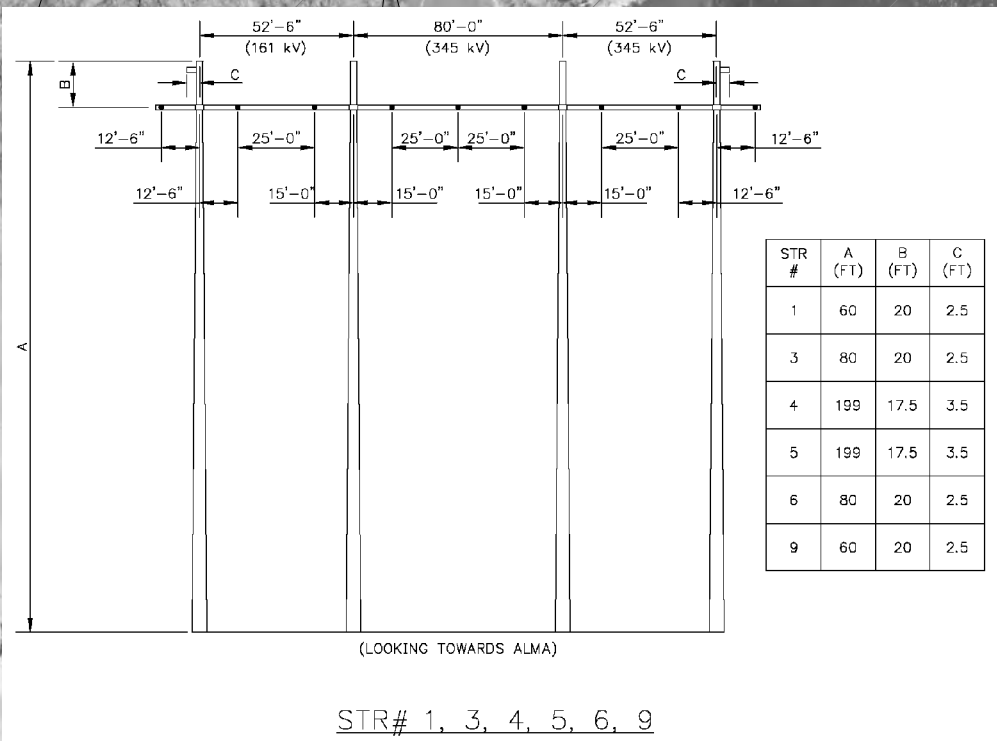 52'-6" 80'-0" 52'-6"
(161 kV) (345 kV) (345 kV)
B C C
12'-6" 25'-0" 25'-0" 25'-0" 25'-0" 12'-6"
12'-6" 15'-0" 15'-0" 15'-0" 15'-0" 12'-6"
A
STR # A (FT) B (FT) C (FT)
1 60 20 2.5
3 80 20 2.5
4 199 17.5 3.5
5 199 17.5 3.5
6 80 20 2.5
9 60 20 2.5
(LOOKING TOWARDS ALMA)
STR# 1, 3, 4, 5, 6, 9